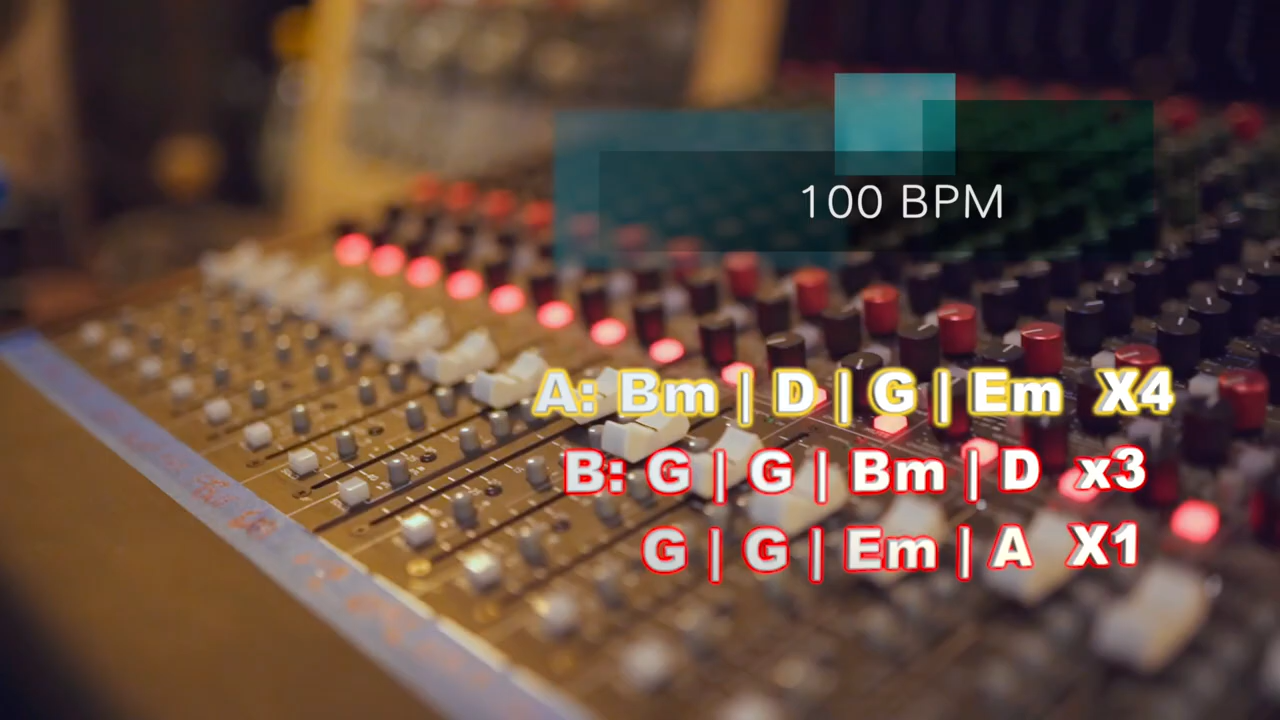 100 BPM
A: Bm | D | G | Em X4
B: G | G | Bm | D x3
G | G | Em | A X1